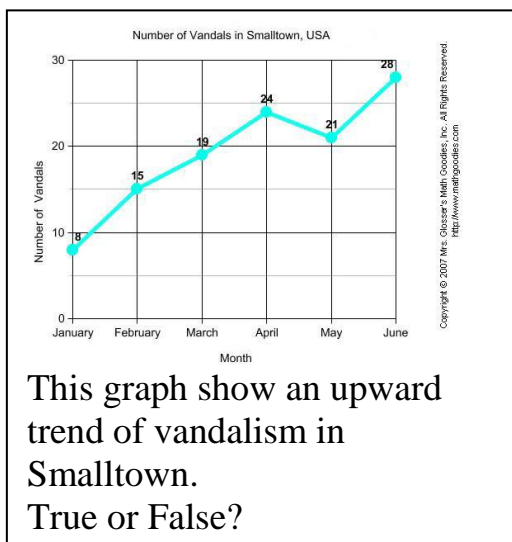 Number of Vandals in Smalltown, USA
30
28
24
21
20
19
15
10
8
0
Number of Vandals
January February March April May June
Month
Copyright © 2007 Mrs. Glosser's Math Goodies, Inc. All Rights Reserved.
http://www.mathgoodies.com
This graph show an upward
trend of vandalism in
Smalltown.
True or False?